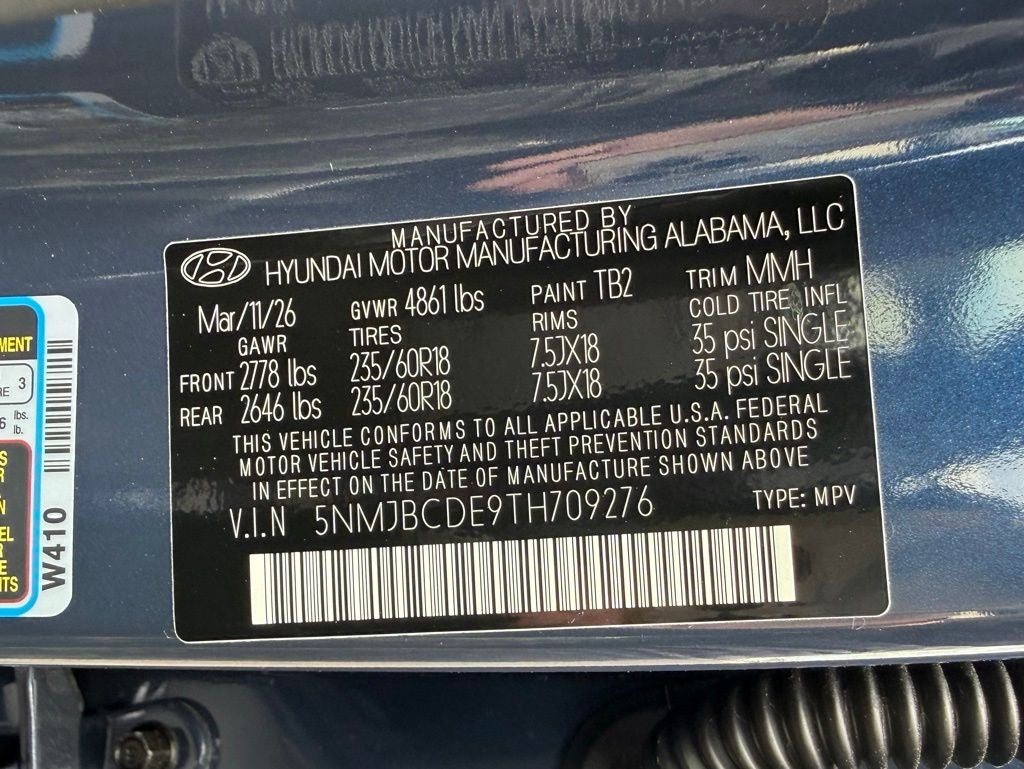 MANUFACTURED BY
HYUNDAI MOTOR MANUFACTURING ALABAMA, LLC
Mar/11/26 GVWR 4861 lbs PAINT TB2 TRIM MMH
GAWR TIRES RIMS COLD TIRE INFL
FRONT 2778 lbs 235/60R18 7.5JX18 35 psi SINGLE
REAR 2646 lbs 235/60R18 7.5JX18 35 psi SINGLE
THIS VEHICLE CONFORMS TO ALL APPLICABLE U.S.A. FEDERAL
MOTOR VEHICLE SAFETY AND THEFT PREVENTION STANDARDS
IN EFFECT ON THE DATE OF MANUFACTURE SHOWN ABOVE
V.I.N 5NMJBCDE9TH709276 TYPE: MPV
W410
3
lbs.
lb.